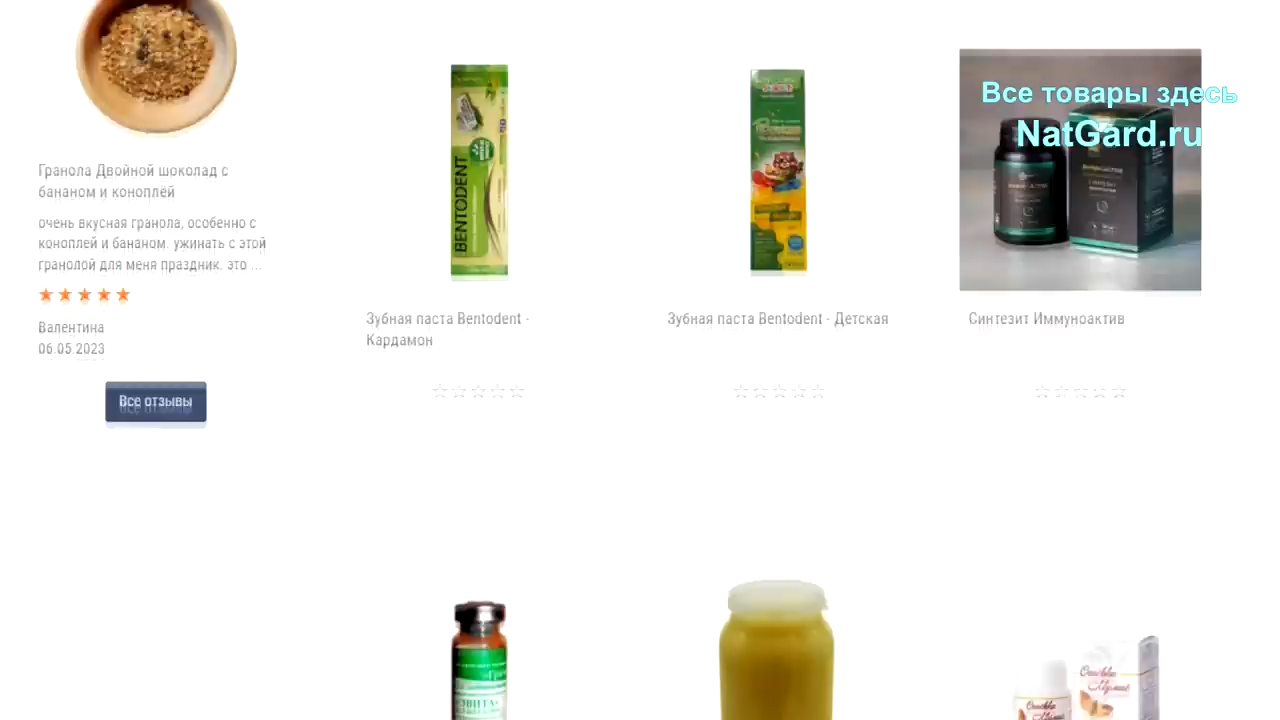 Все товары здесь
NatGard.ru
BENTODENT
Гранола Двойной шоколад с
бананом и коноплёй
очень вкусная гранола, особенно с
коноплёй и бананом. ужинать с этой
гранолой для меня праздник. это ...
Валентина
06.05.2023
Все отзывы
Зубная паста Bentodent -
Кардамон
Зубная паста Bentodent - Детская
Синтезит Иммуноактив